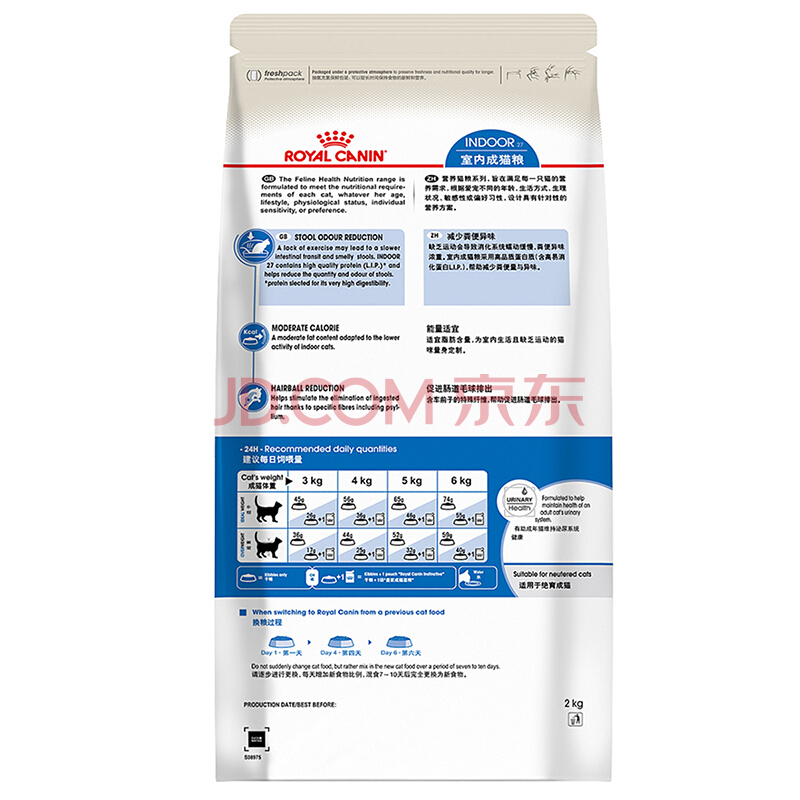 freshpack
Protective atmosphere
Packaged under a protective atmosphere to preserve freshness and nutritional quality for longer.
ROYAL CANIN
INDOOR 27
室内成猫粮
GB The Feline Health Nutrition range is
formulated to meet the nutritional require-
ments of each cat, whatever her age,
lifestyle, physiological status, individual
sensitivity, or preference.
ZH 营养猫粮系列,旨在满足每一只猫的营
养需求。根据爱宠不同的年龄、生活方式、生理
状况、敏感性或偏好习性,设计具有针对性的
营养方案。
GB STOOL ODOUR REDUCTION
A lack of exercise may lead to a slower
intestinal transit and smelly stools. INDOOR
27 contains high quality protein (L.I.P.)* and
helps reduce the quantity and odour of stools.
*protein slected for its very high digestibility.
ZH 减少粪便异味
缺乏运动会导致消化系统蠕动缓慢,粪便异味
浓重。室内成猫粮采用高品质蛋白质(含高易消
化蛋白L.I.P.),帮助减少粪便量与异味。
Kcal
MODERATE CALORIE
A moderate fat content adapted to the lower
activity of indoor cats.
能量适宜
适宜脂肪含量,为室内生活且缺乏运动的猫
咪量身定制。
HAIRBALL REDUCTION
Helps stimulate the elimination of ingested
hair thanks to specific fibres including psyl-
lium.
促进肠道毛球排出
含车前子的特殊纤维,帮助促进肠道毛球排出。
JD.COM 京东
- 24H - Recommended daily quantities
建议每日饲喂量
Cat's weight 3 kg 4 kg 5 kg 6 kg
成猫体重
IDEAL WEIGHT
45g 56g 65g 74g
26g +1 36g +1 46g +1 55g +1
OVERWEIGHT
36g 44g 52g 59g
17g +1 25g +1 32g +1 40g +1
= Kibbles only
干粮
OR
+1 = Kibbles + 1 pouch "Royal Canin Instinctive"
Water
水
URINARY
Health
Formulated to help
maintain health of an
adult cat's urinary
system.
有助成年猫维持泌尿系统
健康
Suitable for neutered cats
适用于绝育成猫
When switching to Royal Canin from a previous cat food
换粮过程
Day 1 - 第一天 Day 4 - 第四天 Day 6 - 第六天
Do not suddenly change cat food, but rather mix in the new cat food over a period of seven to ten days.
请逐步进行更换,每天增加新食物比例,混食7~10天后完全更换为新食物。
PRODUCTION DATE/BEST BEFORE:
2 kg
S08975